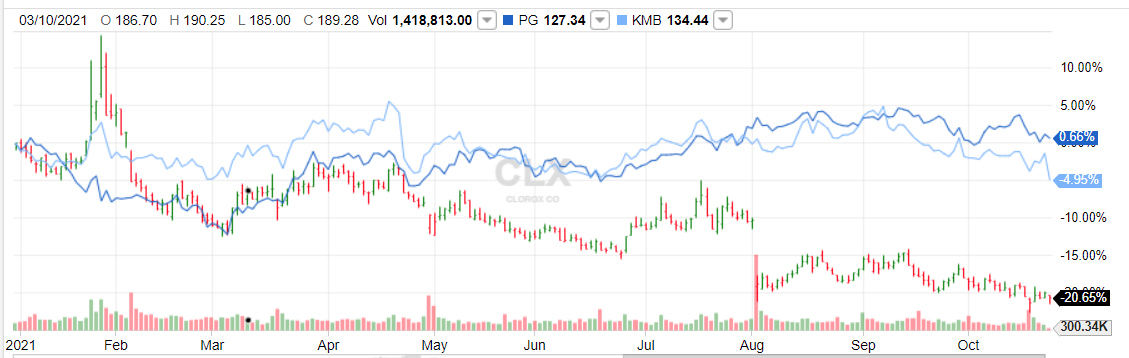 03/10/2021 O 186.70 H 190.25 L 185.00 C 189.28 Vol 1,418,813.00 PG 127.34 KMB 134.44
10.00%
5.00%
0.66%
-4.95%
CLX
CLOROX CO
-10.00%
-15.00%
-20.65%
300.34K
2021 Feb Mar Apr May Jun Jul Aug Sep Oct